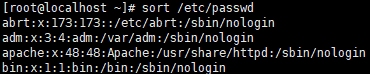 [root@localhost ~]# sort /etc/passwd
abrt:x:173:173::/etc/abrt:/sbin/nologin
adm:x:3:4:adm:/var/adm:/sbin/nologin
apache:x:48:48:Apache:/usr/share/httpd:/sbin/nologin
bin:x:1:1:bin:/bin:/sbin/nologin